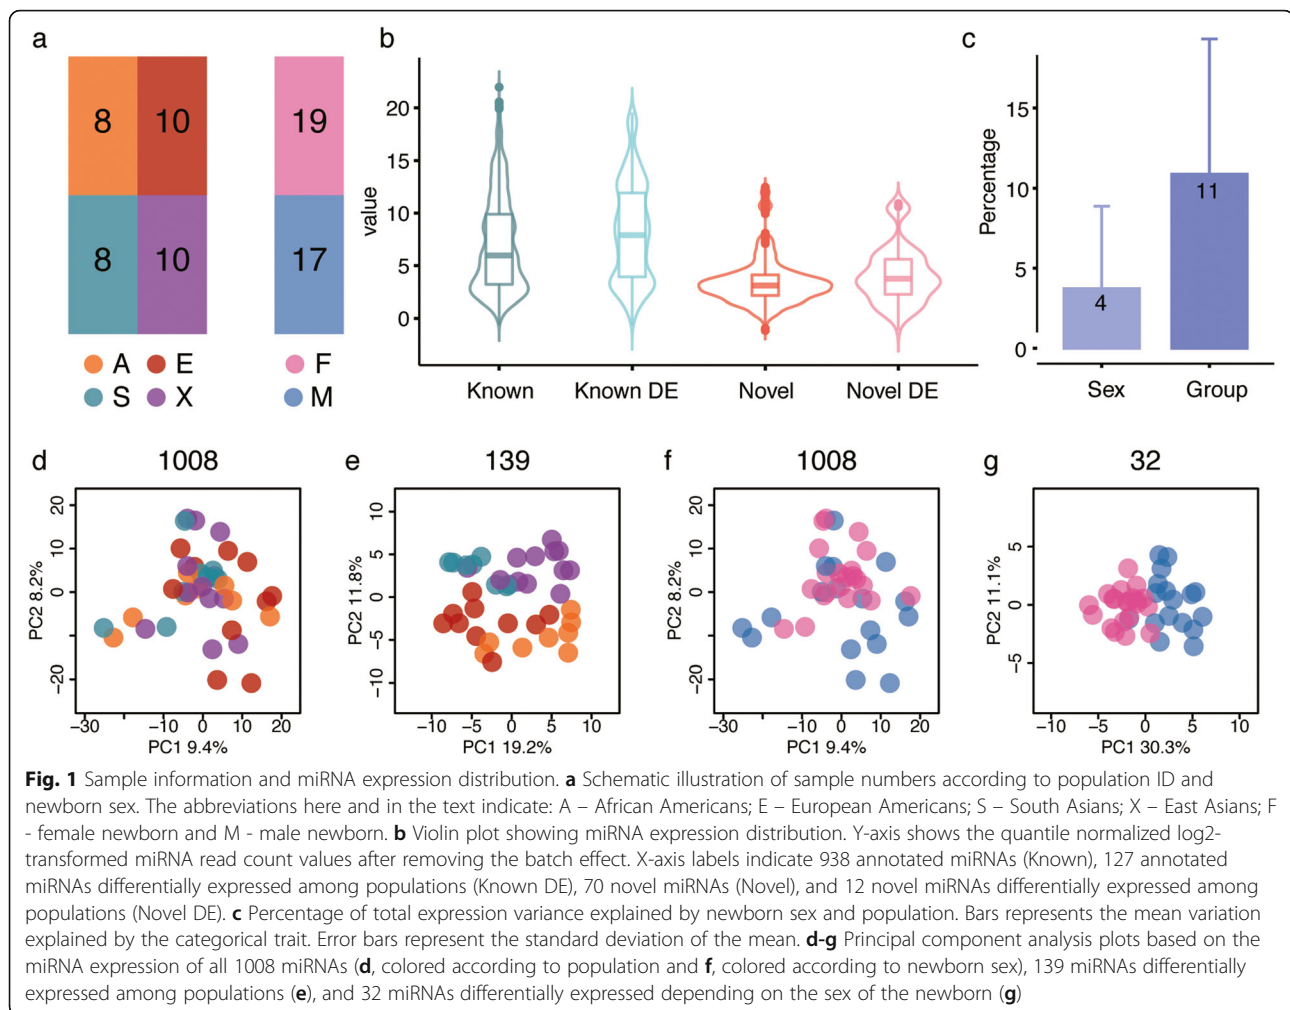 a
8 10
8 10
19
17
A E
S X
F
M
b
value
20
15
10
5
0
Known Known DE Novel Novel DE
c
Percentage
15
10
5
0
4
11
Sex Group
d 1008
PC2 8.2%
20
10
0
−20
−30 −10 0 10 20
PC1 9.4%
e 139
PC2 11.8%
10
5
0
−5
−10
−10 −5 0 5 10
PC1 19.2%
f 1008
PC2 8.2%
20
10
0
−20
−30 −10 0 10 20
PC1 9.4%
g 32
PC2 11.1%
5
0
−5
−10 −5 0 5 10
PC1 30.3%
Fig. 1 Sample information and miRNA expression distribution. a Schematic illustration of sample numbers according to population ID and
newborn sex. The abbreviations here and in the text indicate: A – African Americans; E – European Americans; S – South Asians; X – East Asians; F
- female newborn and M - male newborn. b Violin plot showing miRNA expression distribution. Y-axis shows the quantile normalized log2-
transformed miRNA read count values after removing the batch effect. X-axis labels indicate 938 annotated miRNAs (Known), 127 annotated
miRNAs differentially expressed among populations (Known DE), 70 novel miRNAs (Novel), and 12 novel miRNAs differentially expressed among
populations (Novel DE). c Percentage of total expression variance explained by newborn sex and population. Bars represents the mean variation
explained by the categorical trait. Error bars represent the standard deviation of the mean. d-g Principal component analysis plots based on the
miRNA expression of all 1008 miRNAs (d, colored according to population and f, colored according to newborn sex), 139 miRNAs differentially
expressed among populations (e), and 32 miRNAs differentially expressed depending on the sex of the newborn (g)